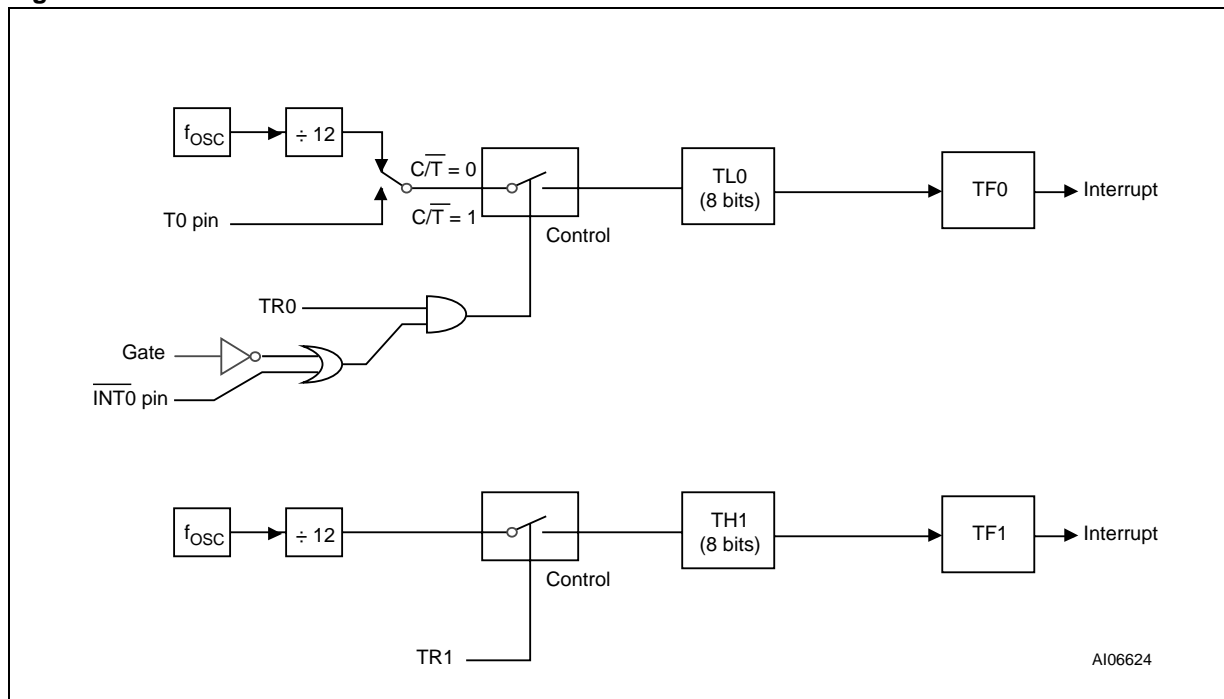 fOSC
÷ 12
C/T̅ = 0
TL0
(8 bits)
TF0
Interrupt
T0 pin
C/T̅ = 1
Control
TR0
Gate
I̅N̅T̅0̅ pin
fOSC
÷ 12
TH1
(8 bits)
TF1
Interrupt
Control
TR1
AI06624